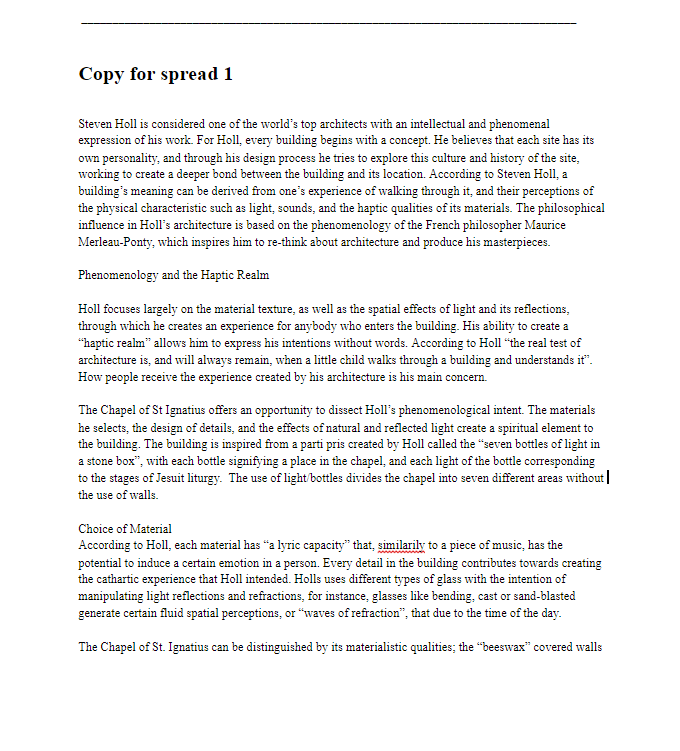 Copy for spread 1
Steven Holl is considered one of the world’s top architects with an intellectual and phenomenal
expression of his work. For Holl, every building begins with a concept. He believes that each site has its
own personality, and through his design process he tries to explore this culture and history of the site,
working to create a deeper bond between the building and its location. According to Steven Holl, a
building’s meaning can be derived from one’s experience of walking through it, and their perceptions of
the physical characteristic such as light, sounds, and the haptic qualities of its materials. The philosophical
influence in Holl’s architecture is based on the phenomenology of the French philosopher Maurice
Merleau-Ponty, which inspires him to re-think about architecture and produce his masterpieces.
Phenomenology and the Haptic Realm
Holl focuses largely on the material texture, as well as the spatial effects of light and its reflections,
through which he creates an experience for anybody who enters the building. His ability to create a
“haptic realm” allows him to express his intentions without words. According to Holl “the real test of
architecture is, and will always remain, when a little child walks through a building and understands it”.
How people receive the experience created by his architecture is his main concern.
The Chapel of St Ignatius offers an opportunity to dissect Holl’s phenomenological intent. The materials
he selects, the design of details, and the effects of natural and reflected light create a spiritual element to
the building. The building is inspired from a parti pris created by Holl called the “seven bottles of light in
a stone box”, with each bottle signifying a place in the chapel, and each light of the bottle corresponding
to the stages of Jesuit liturgy.  The use of light/bottles divides the chapel into seven different areas without
the use of walls.
Choice of Material
According to Holl, each material has “a lyric capacity” that, similarily to a piece of music, has the
potential to induce a certain emotion in a person. Every detail in the building contributes towards creating
the cathartic experience that Holl intended. Holls uses different types of glass with the intention of
manipulating light reflections and refractions, for instance, glasses like bending, cast or sand-blasted
generate certain fluid spatial perceptions, or “waves of refraction”, that due to the time of the day.
The Chapel of St. Ignatius can be distinguished by its materialistic qualities; the “beeswax” covered walls